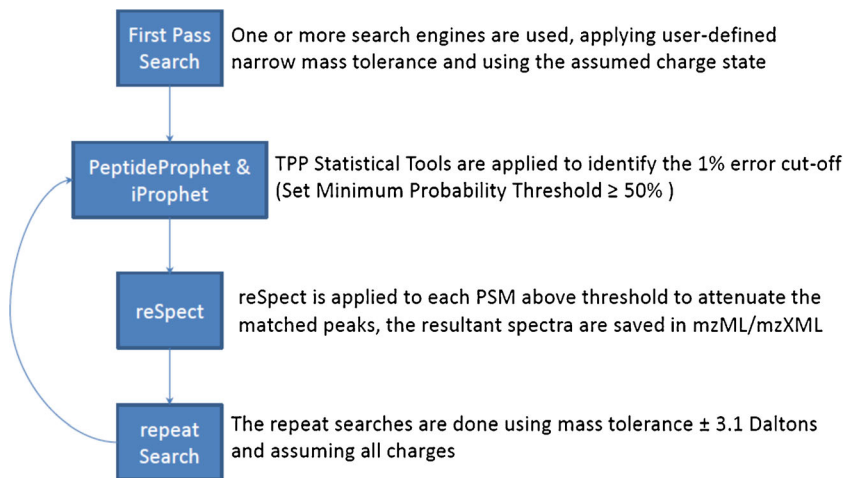 First Pass
Search
One or more search engines are used, applying user-defined
narrow mass tolerance and using the assumed charge state
PeptideProphet &
iProphet
TPP Statistical Tools are applied to identify the 1% error cut-off
(Set Minimum Probability Threshold ≥ 50% )
reSpect
reSpect is applied to each PSM above threshold to attenuate the
matched peaks, the resultant spectra are saved in mzML/mzXML
repeat
Search
The repeat searches are done using mass tolerance ± 3.1 Daltons
and assuming all charges